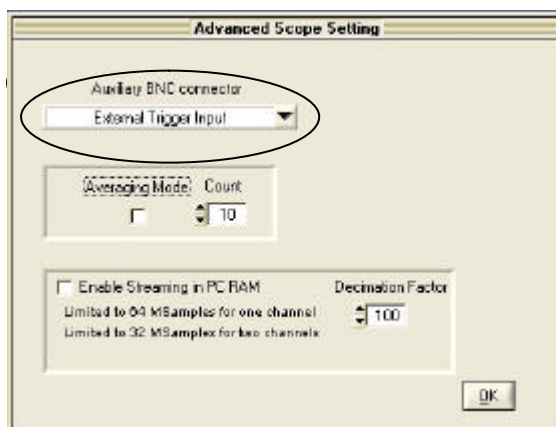 Advanced Scope Setting
Auxiliary BNC connector
External Trigger Input
Averaging Mode Count
10
Enable Streaming in PC RAM Decimation Factor
Limited to 64 MSamples for one channel 100
Limited to 32 MSamples for two channels
OK